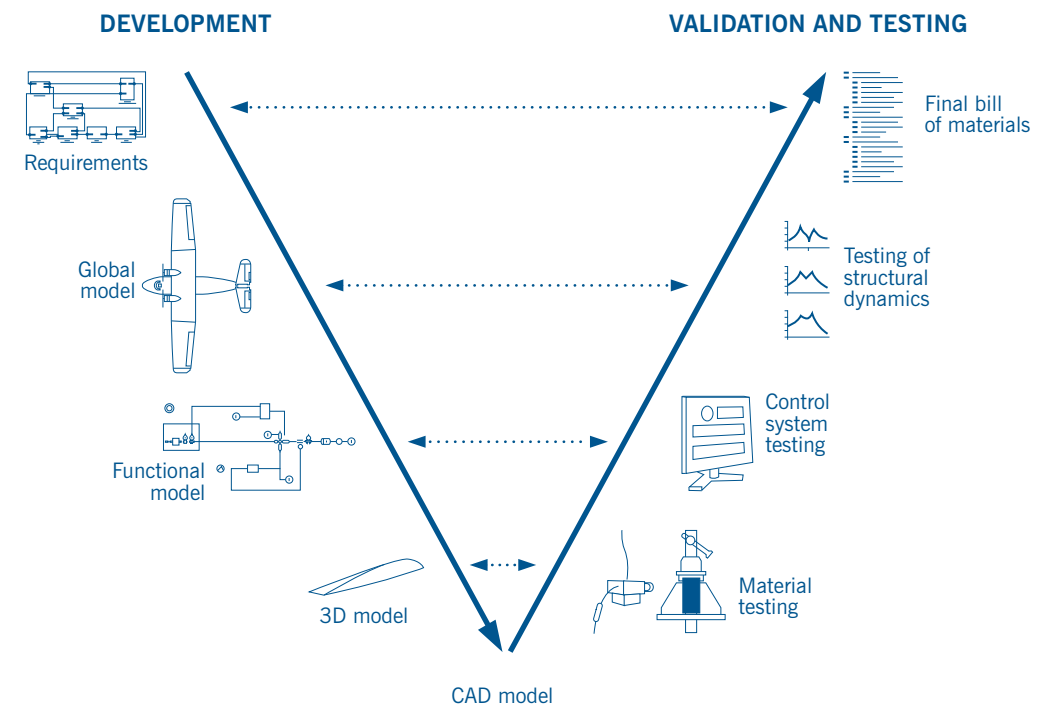 DEVELOPMENT
VALIDATION AND TESTING
Requirements
Final bill
of materials
Global
model
Testing of
structural
dynamics
Functional
model
Control
system
testing
3D model
Material
testing
CAD model